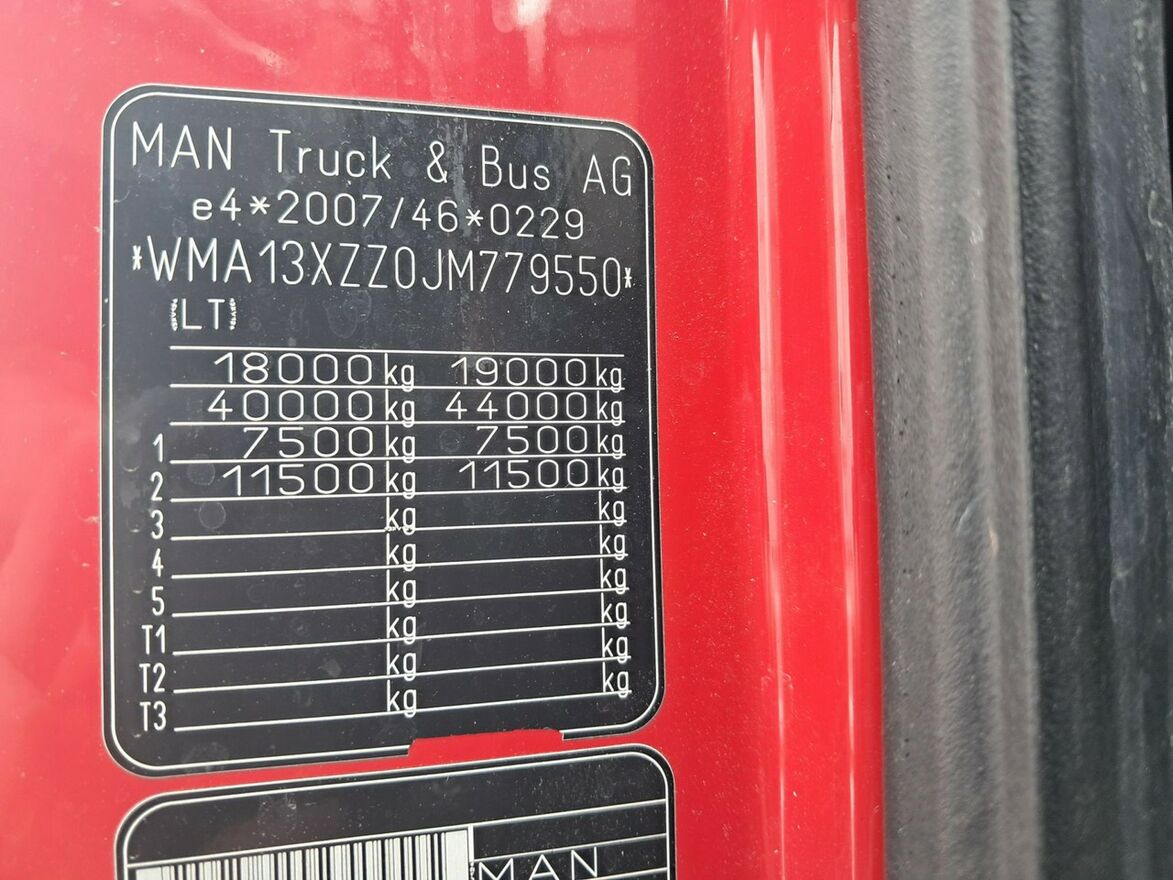 MAN Truck & Bus AG
e4*2007/46*0229
*WMA13XZZ0JM779550*
(LT)
18000 kg 19000 kg
40000 kg 44000 kg
1 7500 kg 7500 kg
2 11500 kg 11500 kg
3 kg kg
4 kg kg
5 kg kg
T1 kg kg
T2 kg kg
T3 kg kg
MAN